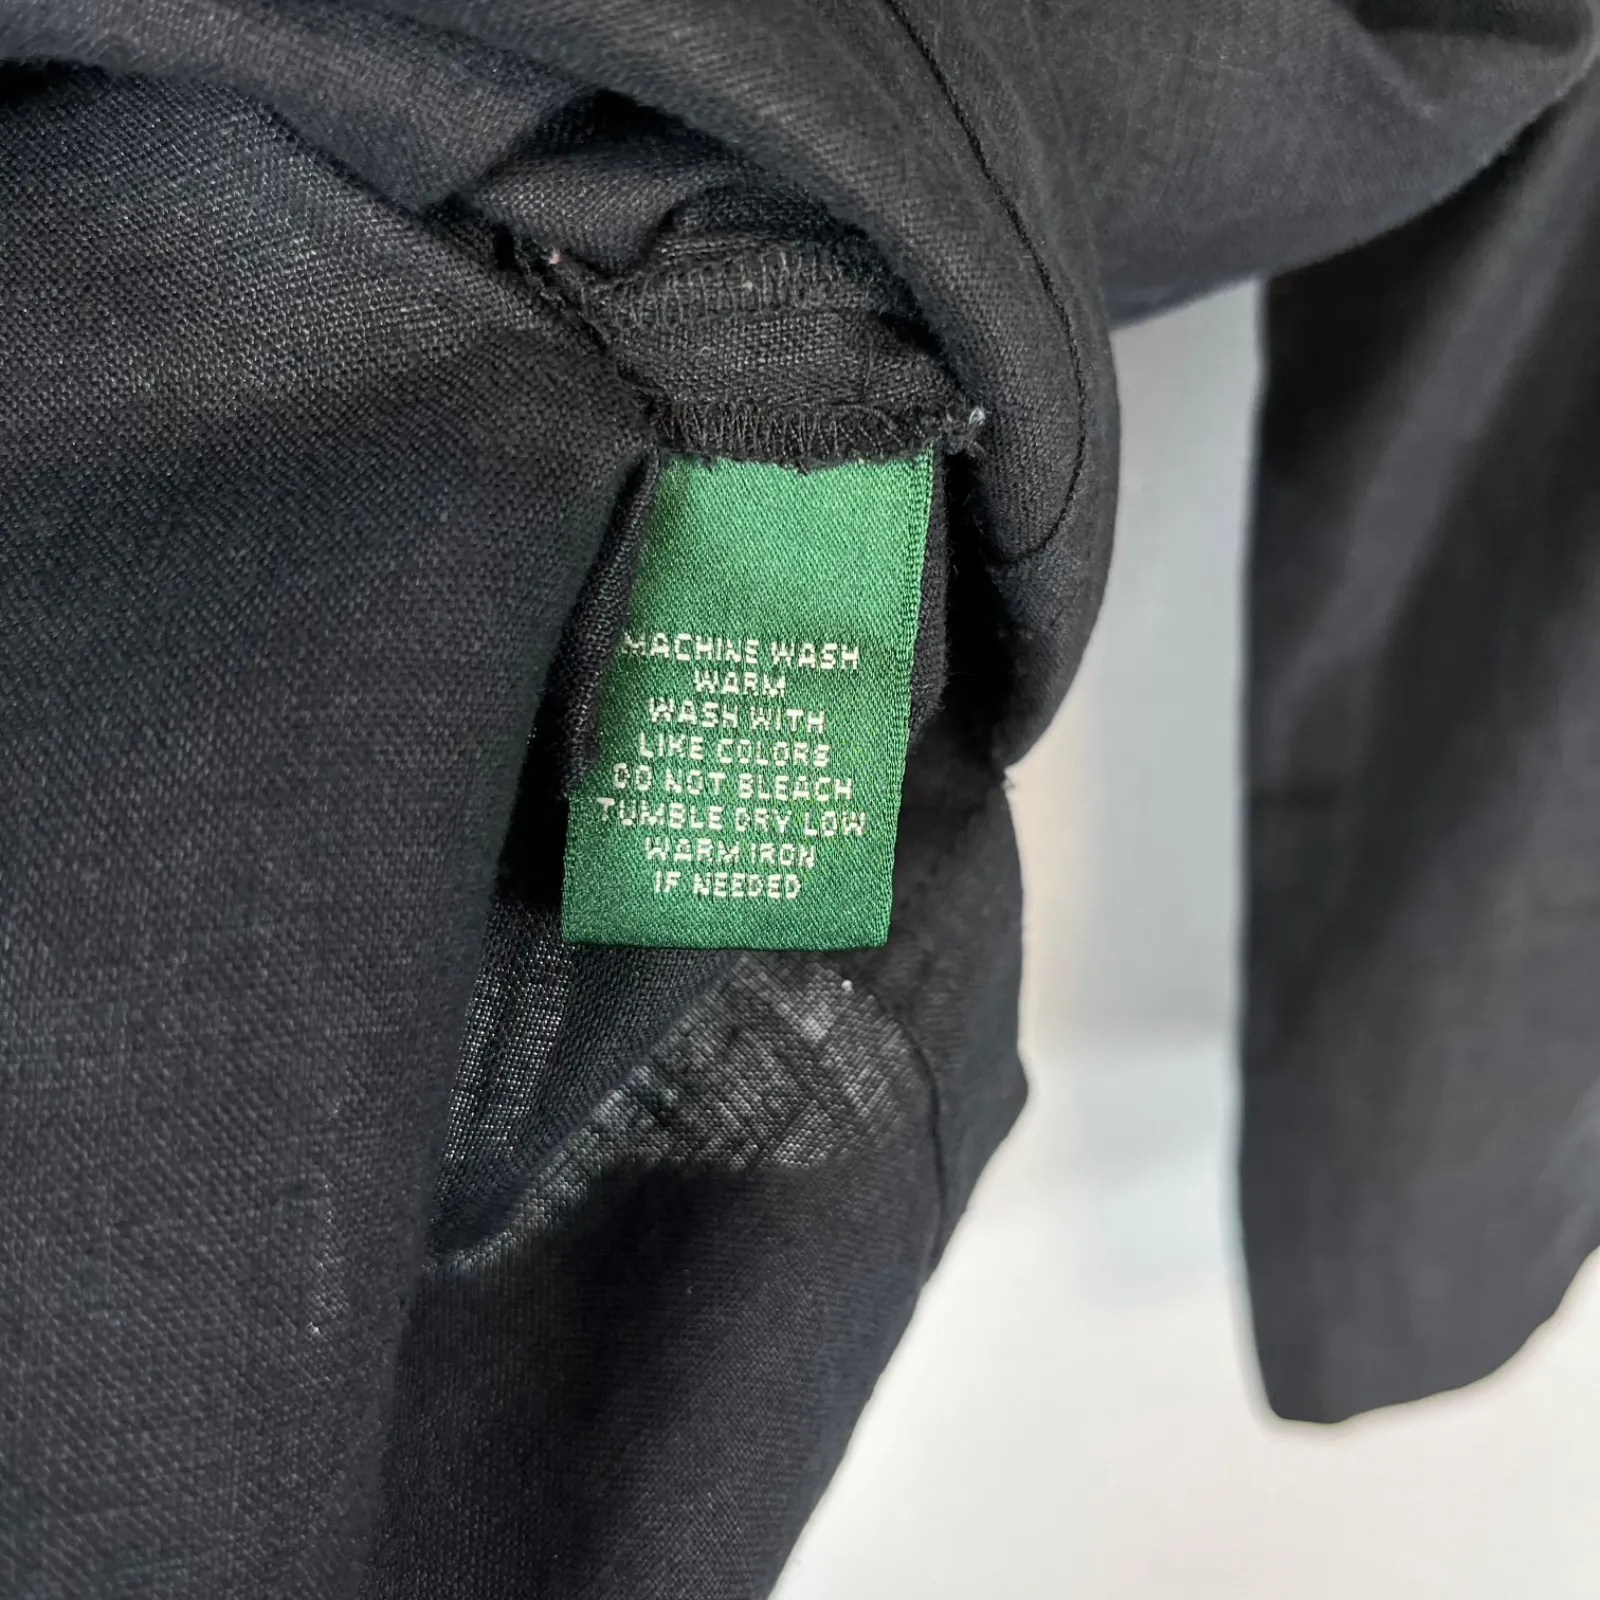 MACHINE WASH
WARM
WASH WITH
LIKE COLORS
DO NOT BLEACH
TUMBLE DRY LOW
WARM IRON
IF NEEDED